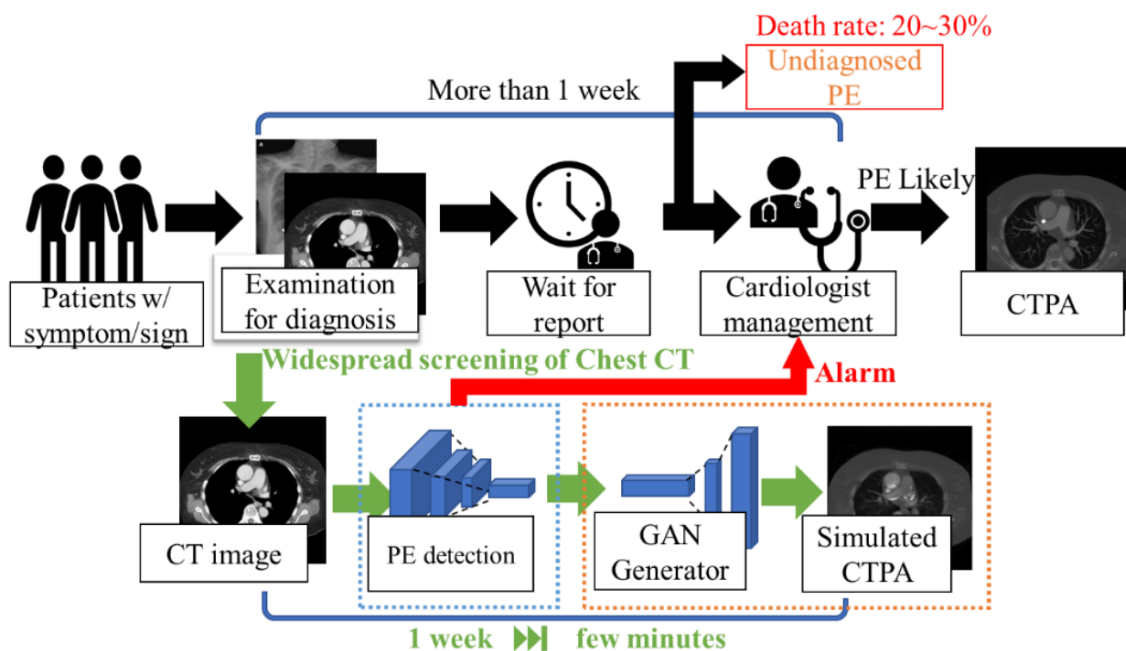 Death rate: 20~30%
Undiagnosed
PE
More than 1 week
PE Likely
Patients w/
symptom/sign
Examination
for diagnosis
Wait for
report
Cardiologist
management
CTPA
Widespread screening of Chest CT
Alarm
CT image
PE detection
GAN
Generator
Simulated
CTPA
1 week
few minutes